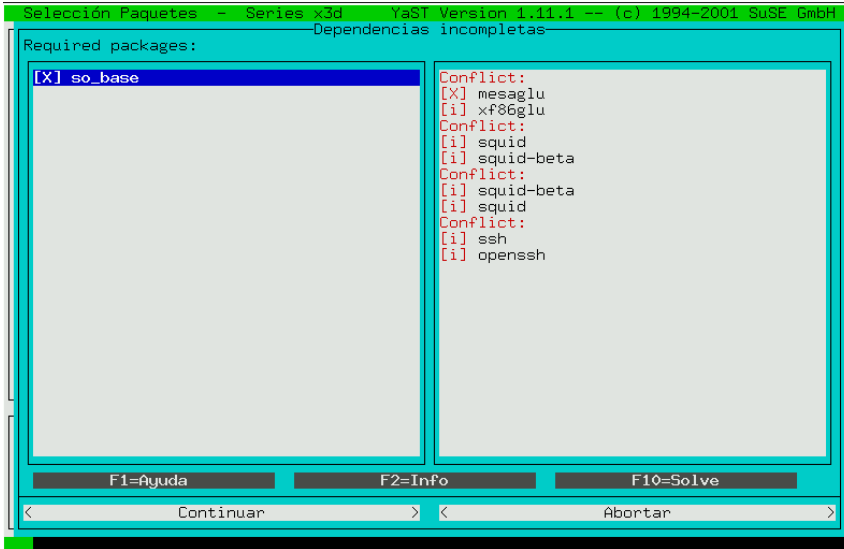 Selección Paquetes - Series x3d YaST Version 1.11.1 -- (c) 1994-2001 SuSE GmbH
Dependencias incompletas
Required packages:
[X] so_base
Conflict:
[X] mesaglu
[i] xf86glu
Conflict:
[i] squid
[i] squid-beta
Conflict:
[i] squid-beta
[i] squid
Conflict:
[i] ssh
[i] openssh
F1=Ayuda F2=Info F10=Solve
< Continuar > < Abortar >